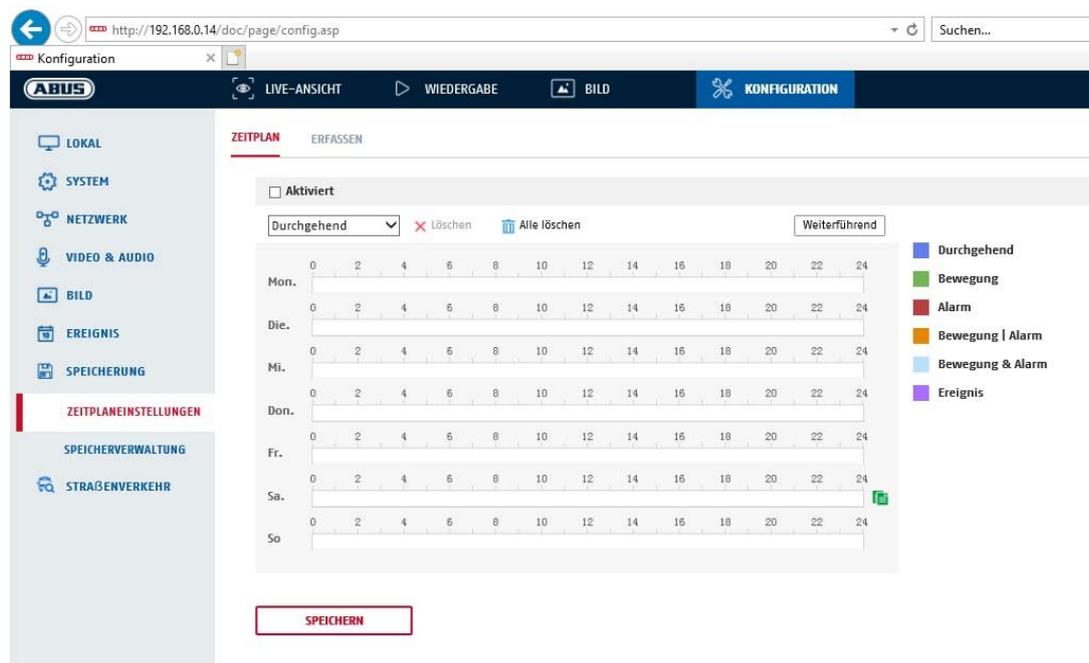 http://192.168.0.14/doc/page/config.asp
Suchen...
Konfiguration
ABUS
LIVE-ANSICHT
WIEDERGABE
BILD
KONFIGURATION
LOKAL
SYSTEM
NETZWERK
VIDEO & AUDIO
BILD
EREIGNIS
SPEICHERUNG
ZEITPLANEINSTELLUNGEN
SPEICHERVERWALTUNG
STRAßENVERKEHR
ZEITPLAN
ERFASSEN
Aktiviert
Durchgehend
Löschen
Alle löschen
Weiterführend
0 2 4 6 8 10 12 14 16 18 20 22 24
Mon.
0 2 4 6 8 10 12 14 16 18 20 22 24
Die.
0 2 4 6 8 10 12 14 16 18 20 22 24
Mi.
0 2 4 6 8 10 12 14 16 18 20 22 24
Don.
0 2 4 6 8 10 12 14 16 18 20 22 24
Fr.
0 2 4 6 8 10 12 14 16 18 20 22 24
Sa.
0 2 4 6 8 10 12 14 16 18 20 22 24
So
Durchgehend
Bewegung
Alarm
Bewegung | Alarm
Bewegung & Alarm
Ereignis
SPEICHERN